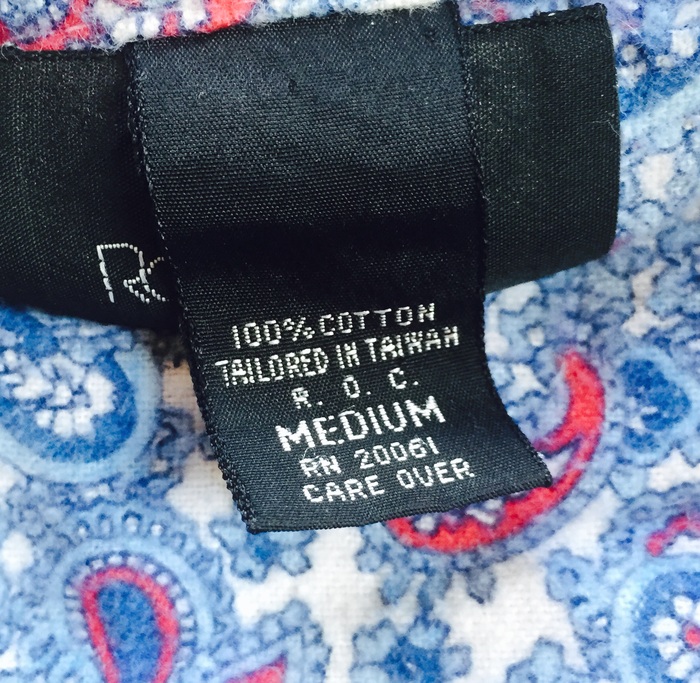 100% COTTON
TAILORED IN TAIWAN
R. O. C.
MEDIUM
RN 20061
CARE OVER